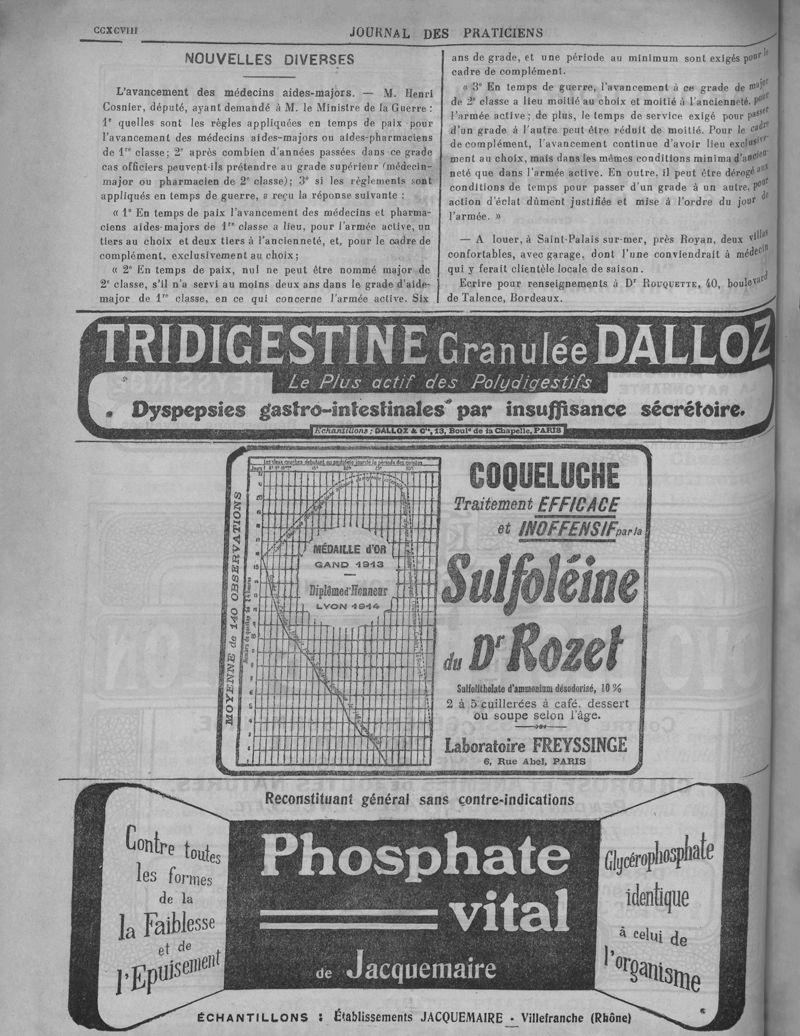 CCXCVIII
JOURNAL DES PRATICIENS
NOUVELLES DIVERSES
L'avancement des médecins aides-majors. — M. Henri
Cosnier, député, ayant demandé à M. le Ministre de la Guerre :
1° quelles sont les règles appliquées en temps de paix pour
l'avancement des médecins aides-majors ou aides-pharmaciens
de 1re classe ; 2° après combien d'années passées dans ce grade
cas officiers peuvent-ils prétendre au grade supérieur (médecin-
major ou pharmacien de 2e classe) ; 3° si les règlements sont
appliqués en temps de guerre, a reçu la réponse suivante :
« 1° En temps de paix l'avancement des médecins et pharma-
ciens aides-majors de 1re classe a lieu, pour l'armée active, un
tiers au choix et deux tiers à l'ancienneté, et, pour le cadre de
complément, exclusivement au choix ;
« 2° En temps de paix, nul ne peut être nommé major de
2e classe, s'il n'a servi au moins deux ans dans le grade d'aide-
major de 1re classe, en ce qui concerne l'armée active. Six
ans de grade, et une période au minimum sont exigés pour le
cadre de complément.
« 3° En temps de guerre, l'avancement à ce grade de major
de 2e classe a lieu moitié au choix et moitié à l'ancienneté, pour
l'armée active ; de plus, le temps de service exigé pour passer
d'un grade à l'autre peut être réduit de moitié. Pour le cadre
de complément, l'avancement continue d'avoir lieu exclusive-
ment au choix, mais dans les mêmes conditions minima d'ancien-
neté que dans l'armée active. En outre, il peut être dérogé aux
conditions de temps pour passer d'un grade à un autre, pour
action d'éclat dûment justifiée et mise à l'ordre du jour de
l'armée. »
— A louer, à Saint-Palais sur-mer, près Royan, deux villas
confortables, avec garage, dont l'une conviendrait à médecin
qui y ferait clientèle locale de saison.
Ecrire pour renseignements à Dr ROUQUETTE, 40, boulevard
de Talence, Bordeaux.
TRIDIGESTINE Granulée DALLOZ
Le Plus actif des Polydigestifs
Dyspepsies gastro-intestinales par insuffisance sécrétoire.
Echantillons : DALLOZ & Cie, 13, Bould de la Chapelle, PARIS
MOYENNE de 140 OBSERVATIONS
MÉDAILLE d'OR
GAND 1913
Diplôme d'Honneur
LYON 1914
COQUELUCHE
Traitement EFFICACE
et INOFFENSIF par la
Sulfoléine
du Dr Rozet
Sulfolitholate d'ammonium désodorisé, 10 %
2 à 5 cuillerées à café, dessert
ou soupe selon l'âge.
Laboratoire FREYSSINGE
6, Rue Abel, PARIS
Reconstituant général sans contre-indications
Contre toutes
les formes
de la
la Faiblesse
et de
l'Epuisement
Phosphate
vital
de Jacquemaire
Glycérophosphate
identique
à celui de
l'organisme
ÉCHANTILLONS : Établissements JACQUEMAIRE - Villefranche (Rhône)